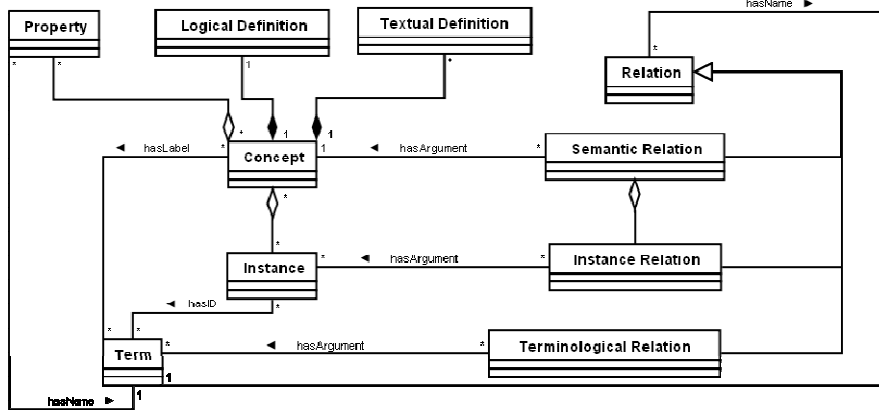 hasName ►
Property
Logical Definition
Textual Definition
Relation
* *
1
*
*
* 1 1
◄ hasLabel *
Concept
1 ◄ hasArgument *
Semantic Relation
*
*
Instance
* ◄ hasArgument *
Instance Relation
◄ hasID *
* *
Term
* ◄ hasArgument *
Terminological Relation
1
hasName ► 1